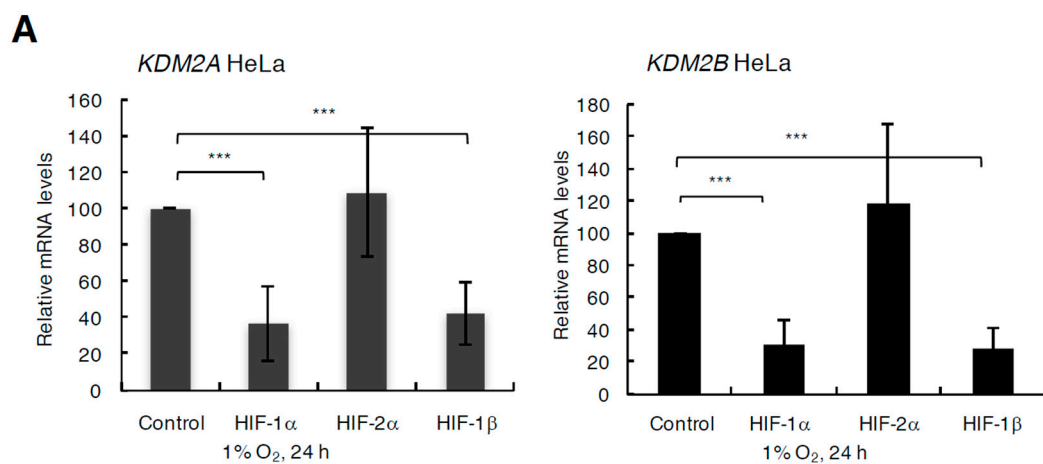 A
KDM2A HeLa
Relative mRNA levels
160
140
120
100
80
60
40
20
0
***
***
Control HIF-1α HIF-2α HIF-1β
1% O₂, 24 h
KDM2B HeLa
Relative mRNA levels
180
160
140
120
100
80
60
40
20
0
***
***
Control HIF-1α HIF-2α HIF-1β
1% O₂, 24 h